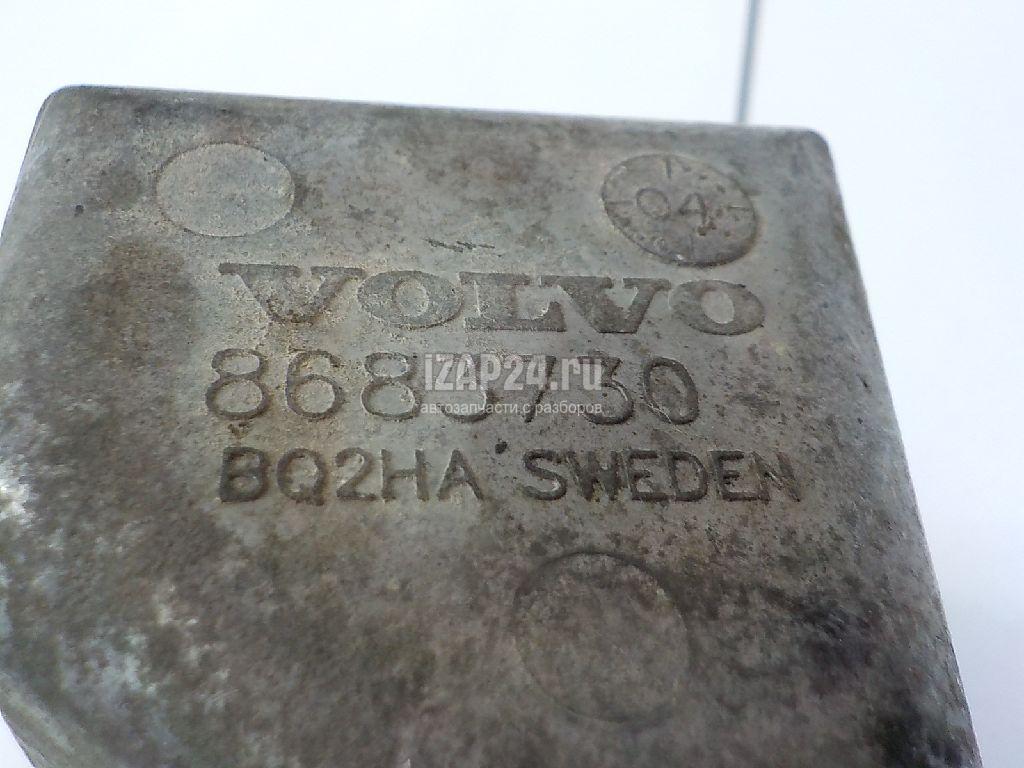 04
VOLVO
IZAP24.ru
автозапчасти с разборов
BQ2HA SWEDEN